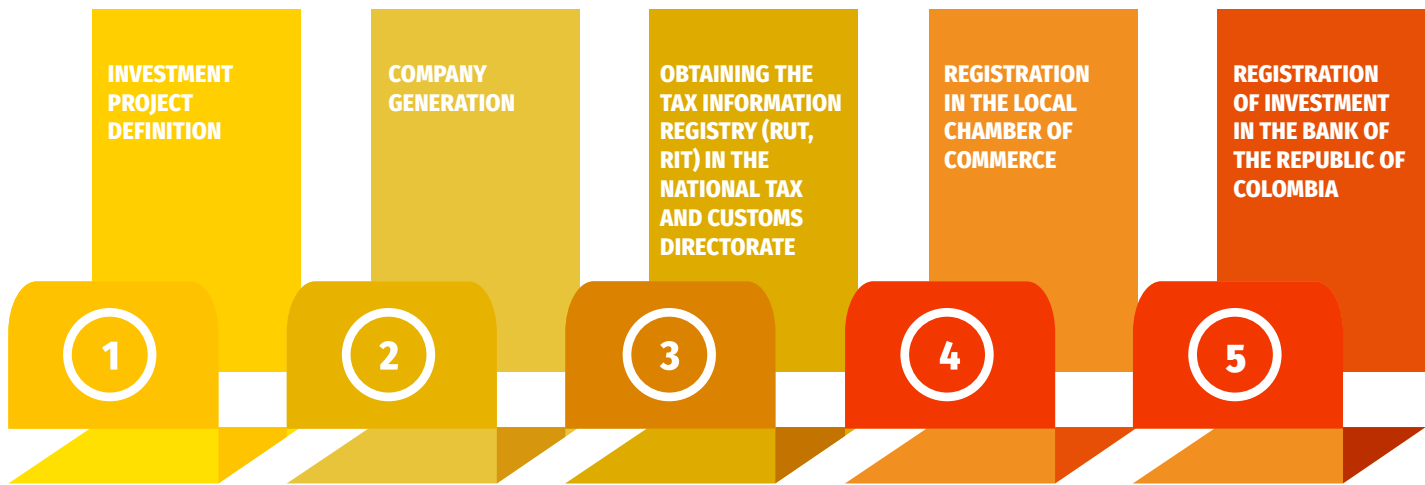 INVESTMENT
PROJECT
DEFINITION
COMPANY
GENERATION
OBTAINING THE
TAX INFORMATION
REGISTRY (RUT,
RIT) IN THE
NATIONAL TAX
AND CUSTOMS
DIRECTORATE
REGISTRATION
IN THE LOCAL
CHAMBER OF
COMMERCE
REGISTRATION
OF INVESTMENT
IN THE BANK OF
THE REPUBLIC OF
COLOMBIA
1
2
3
4
5